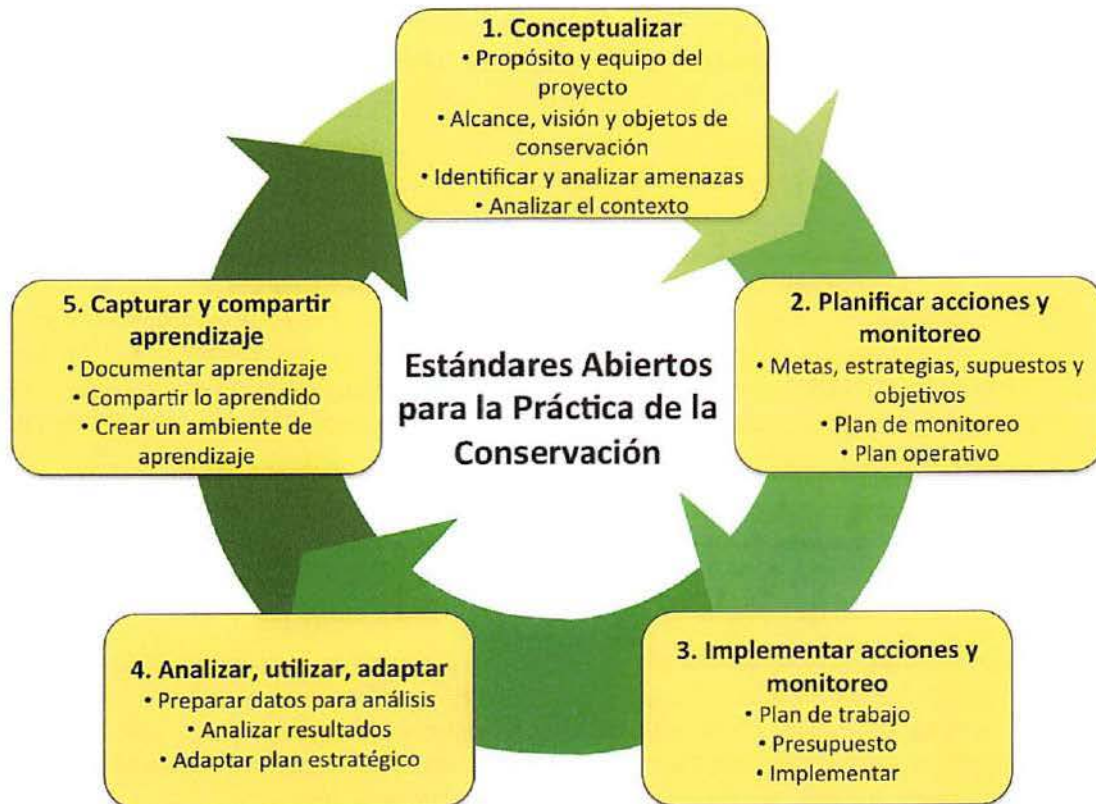 1. Conceptualizar
• Propósito y equipo del
proyecto
• Alcance, visión y objetos de
conservación
• Identificar y analizar amenazas
• Analizar el contexto
2. Planificar acciones y
monitoreo
• Metas, estrategias, supuestos y
objetivos
• Plan de monitoreo
• Plan operativo
3. Implementar acciones y
monitoreo
• Plan de trabajo
• Presupuesto
• Implementar
4. Analizar, utilizar, adaptar
• Preparar datos para análisis
• Analizar resultados
• Adaptar plan estratégico
5. Capturar y compartir
aprendizaje
• Documentar aprendizaje
• Compartir lo aprendido
• Crear un ambiente de
aprendizaje
Estándares Abiertos
para la Práctica de la
Conservación